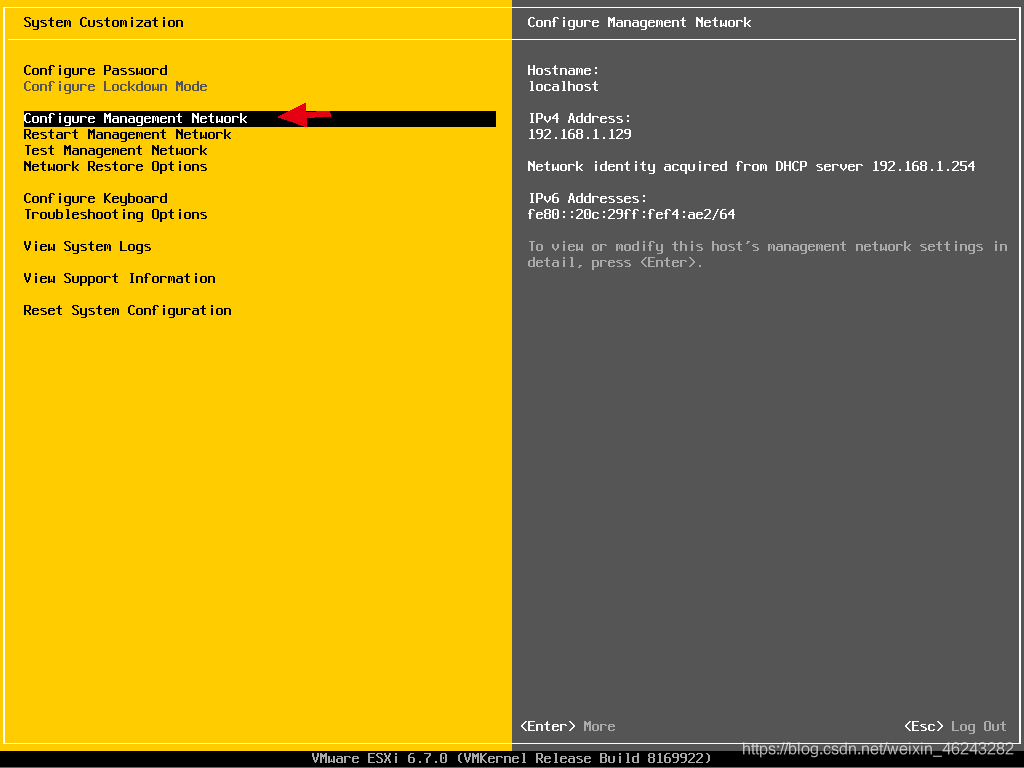 System Customization
Configure Password
Configure Lockdown Mode
Configure Management Network
Restart Management Network
Test Management Network
Network Restore Options
Configure Keyboard
Troubleshooting Options
View System Logs
View Support Information
Reset System Configuration
Configure Management Network
Hostname:
localhost
IPv4 Address:
192.168.1.129
Network identity acquired from DHCP server 192.168.1.254
IPv6 Addresses:
fe80::20c:29ff:fef4:ae2/64
To view or modify this host's management network settings in
detail, press <Enter>.
<Enter> More
<Esc> Log Out
VMware ESXi 6.7.0 (VMKernel Release Build 8169922)
https://blog.csdn.net/weixin_46243282